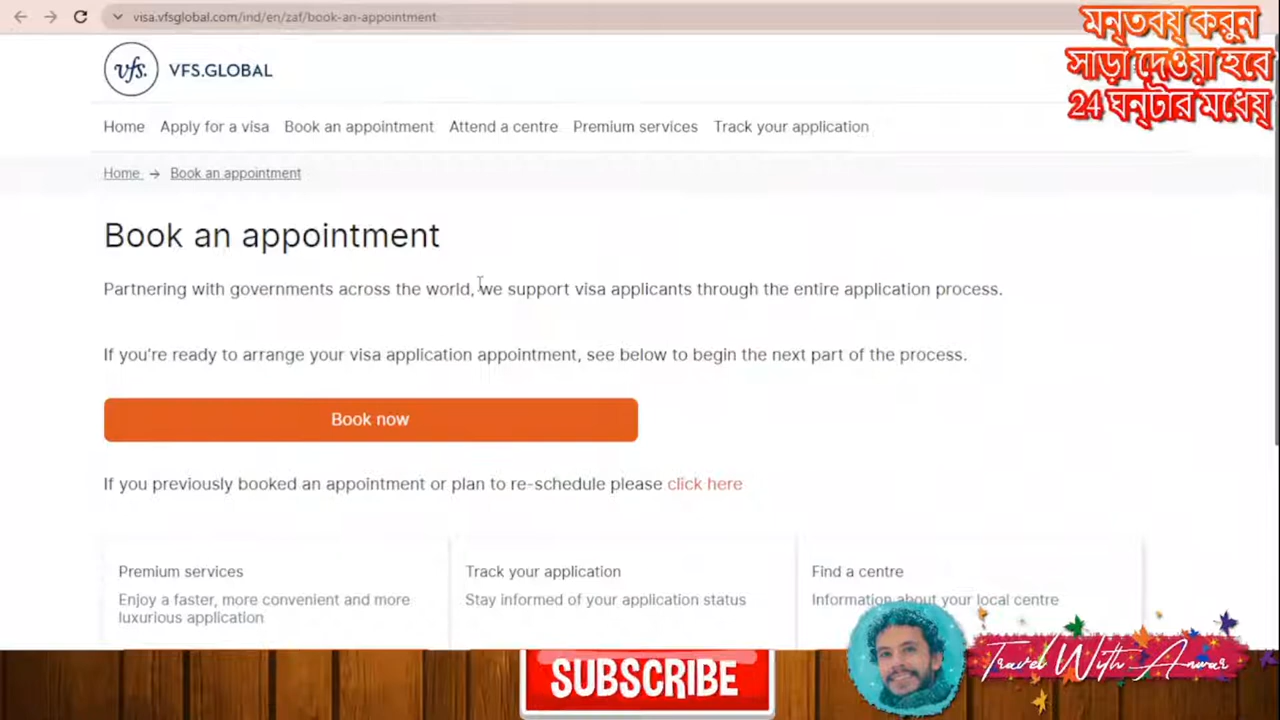 visa.vfsglobal.com/ind/en/zaf/book-an-appointment
মন্তব্য করুন
সাড়া দেওয়া হবে
24 ঘন্টার মধ্যে
vfs. VFS.GLOBAL
Home Apply for a visa Book an appointment Attend a centre Premium services Track your application
Home → Book an appointment
Book an appointment
Partnering with governments across the world, we support visa applicants through the entire application process.
If you're ready to arrange your visa application appointment, see below to begin the next part of the process.
Book now
If you previously booked an appointment or plan to re-schedule please click here
Premium services
Enjoy a faster, more convenient and more
luxurious application
Track your application
Stay informed of your application status
Find a centre
Information about your local centre
SUBSCRIBE
Travel With Anwar